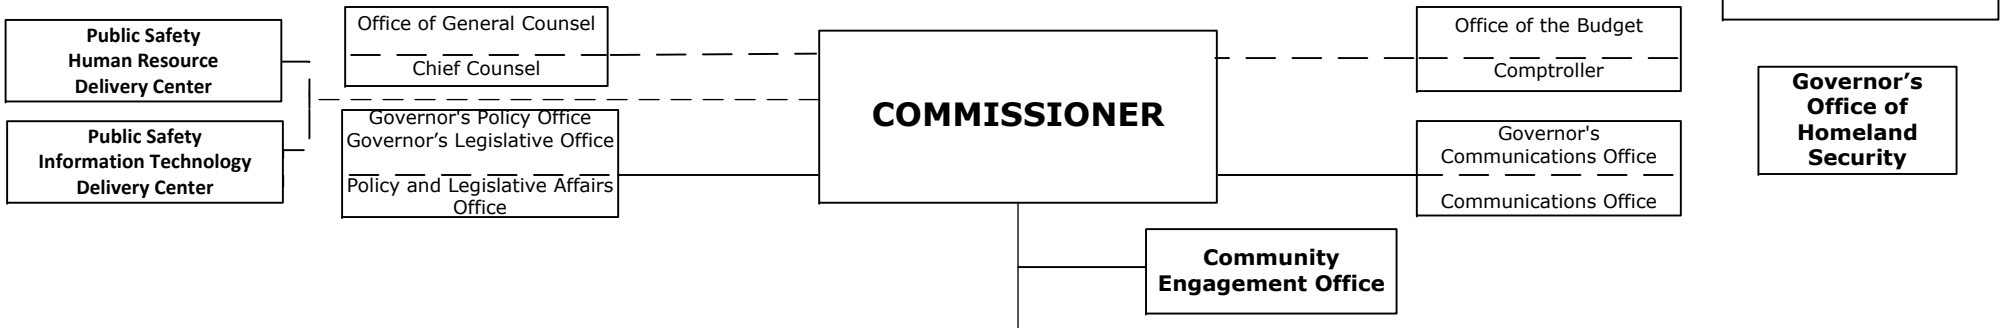 Public Safety
Human Resource
Delivery Center
Public Safety
Information Technology
Delivery Center
Office of General Counsel
Chief Counsel
Governor's Policy Office
Governor’s Legislative Office
Policy and Legislative Affairs
Office
COMMISSIONER
Office of the Budget
Comptroller
Governor's
Communications Office
Communications Office
Governor’s
Office of
Homeland
Security
Community
Engagement Office